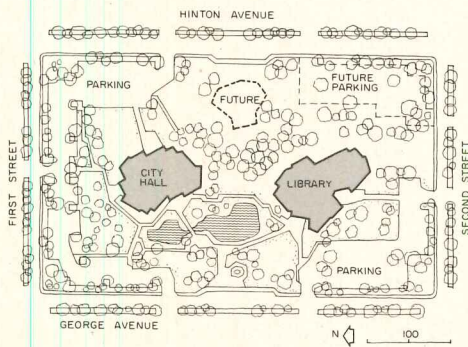 HINTON AVENUE
PARKING
FUTURE
PARKING
FUTURE
FIRST STREET
SECOND STREET
CITY
HALL
LIBRARY
PARKING
GEORGE AVENUE
N
100